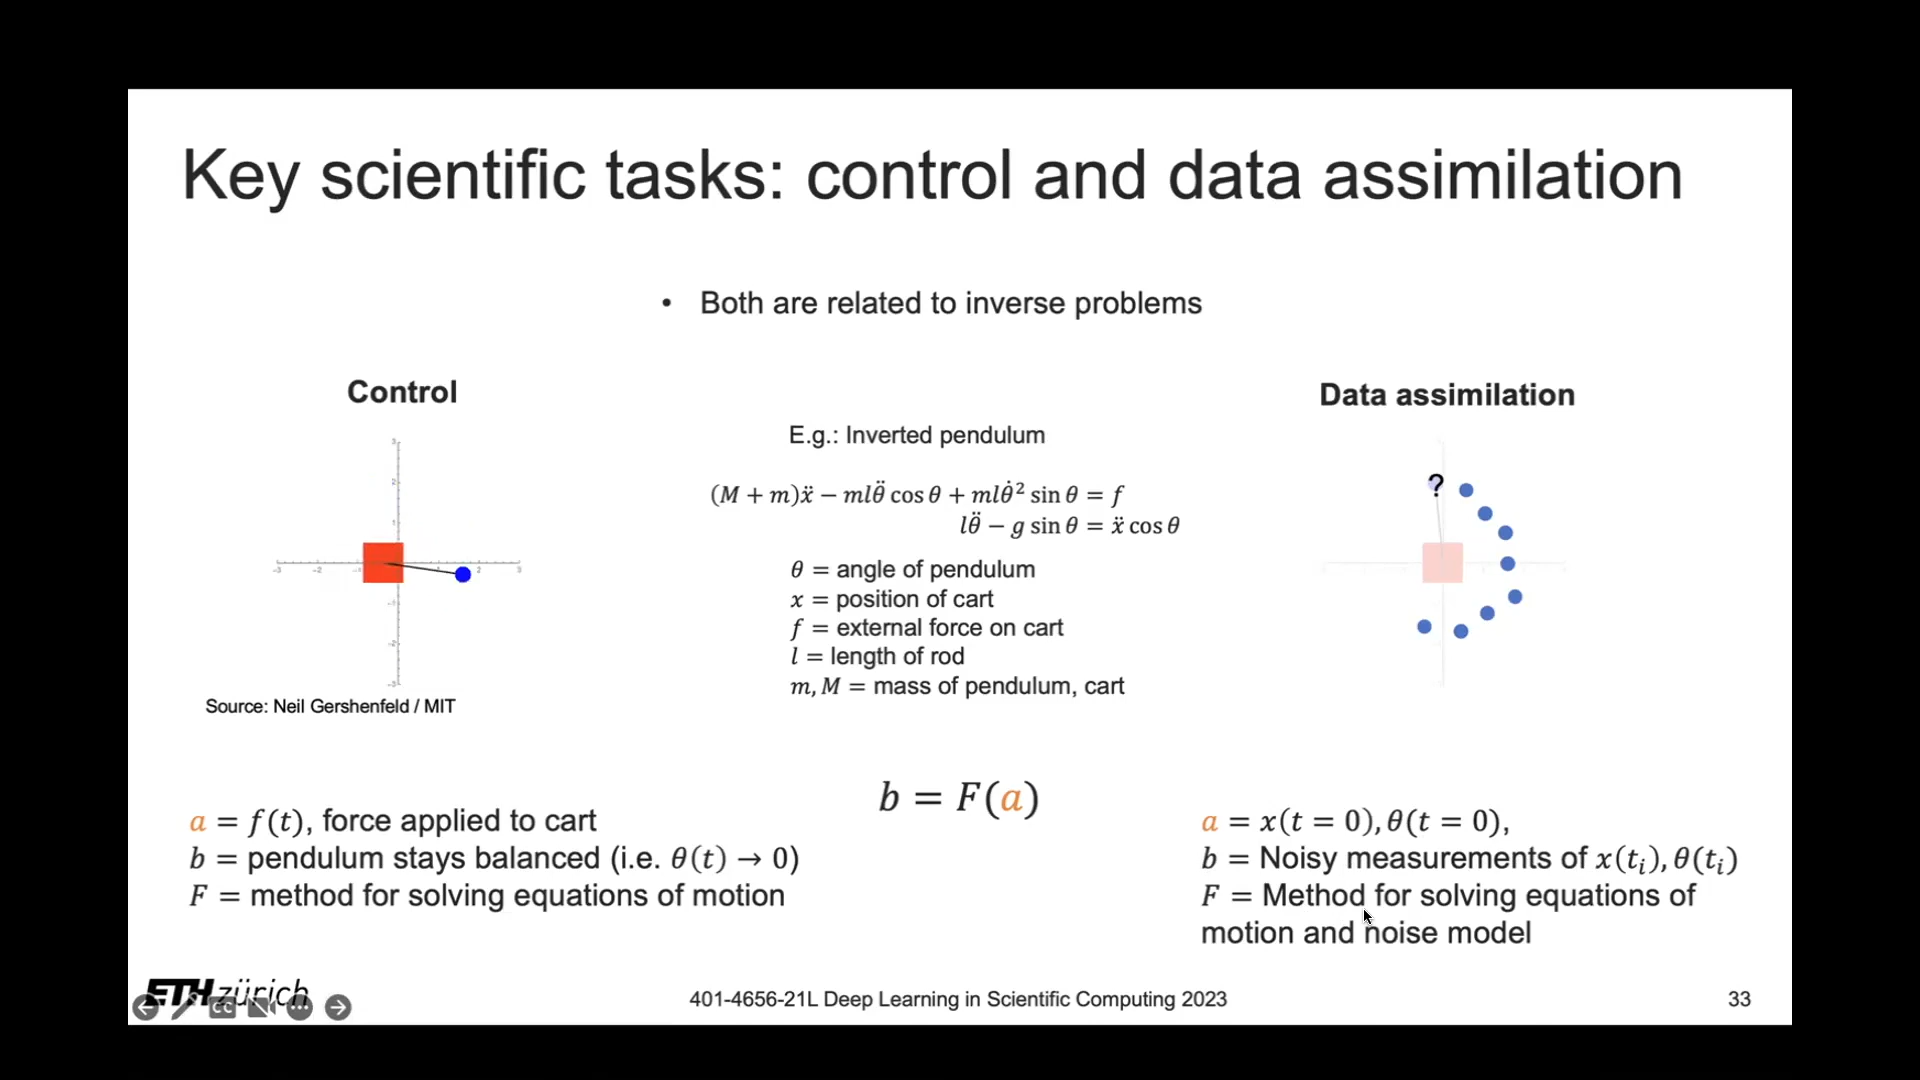 Key scientific tasks: control and data assimilation
• Both are related to inverse problems
Control
Source: Neil Gershenfeld / MIT
E.g.: Inverted pendulum
(M + m)ẍ − mlθ̈ cos θ + mlθ̇² sin θ = f
lθ̈ − g sin θ = ẍ cos θ
θ = angle of pendulum
x = position of cart
f = external force on cart
l = length of rod
m, M = mass of pendulum, cart
Data assimilation
?
b = F(a)
a = f(t), force applied to cart
b = pendulum stays balanced (i.e. θ(t) → 0)
F = method for solving equations of motion
a = x(t = 0), θ(t = 0),
b = Noisy measurements of x(tᵢ), θ(tᵢ)
F = Method for solving equations of
motion and noise model
ETH zürich
CC
401-4656-21L Deep Learning in Scientific Computing 2023
33